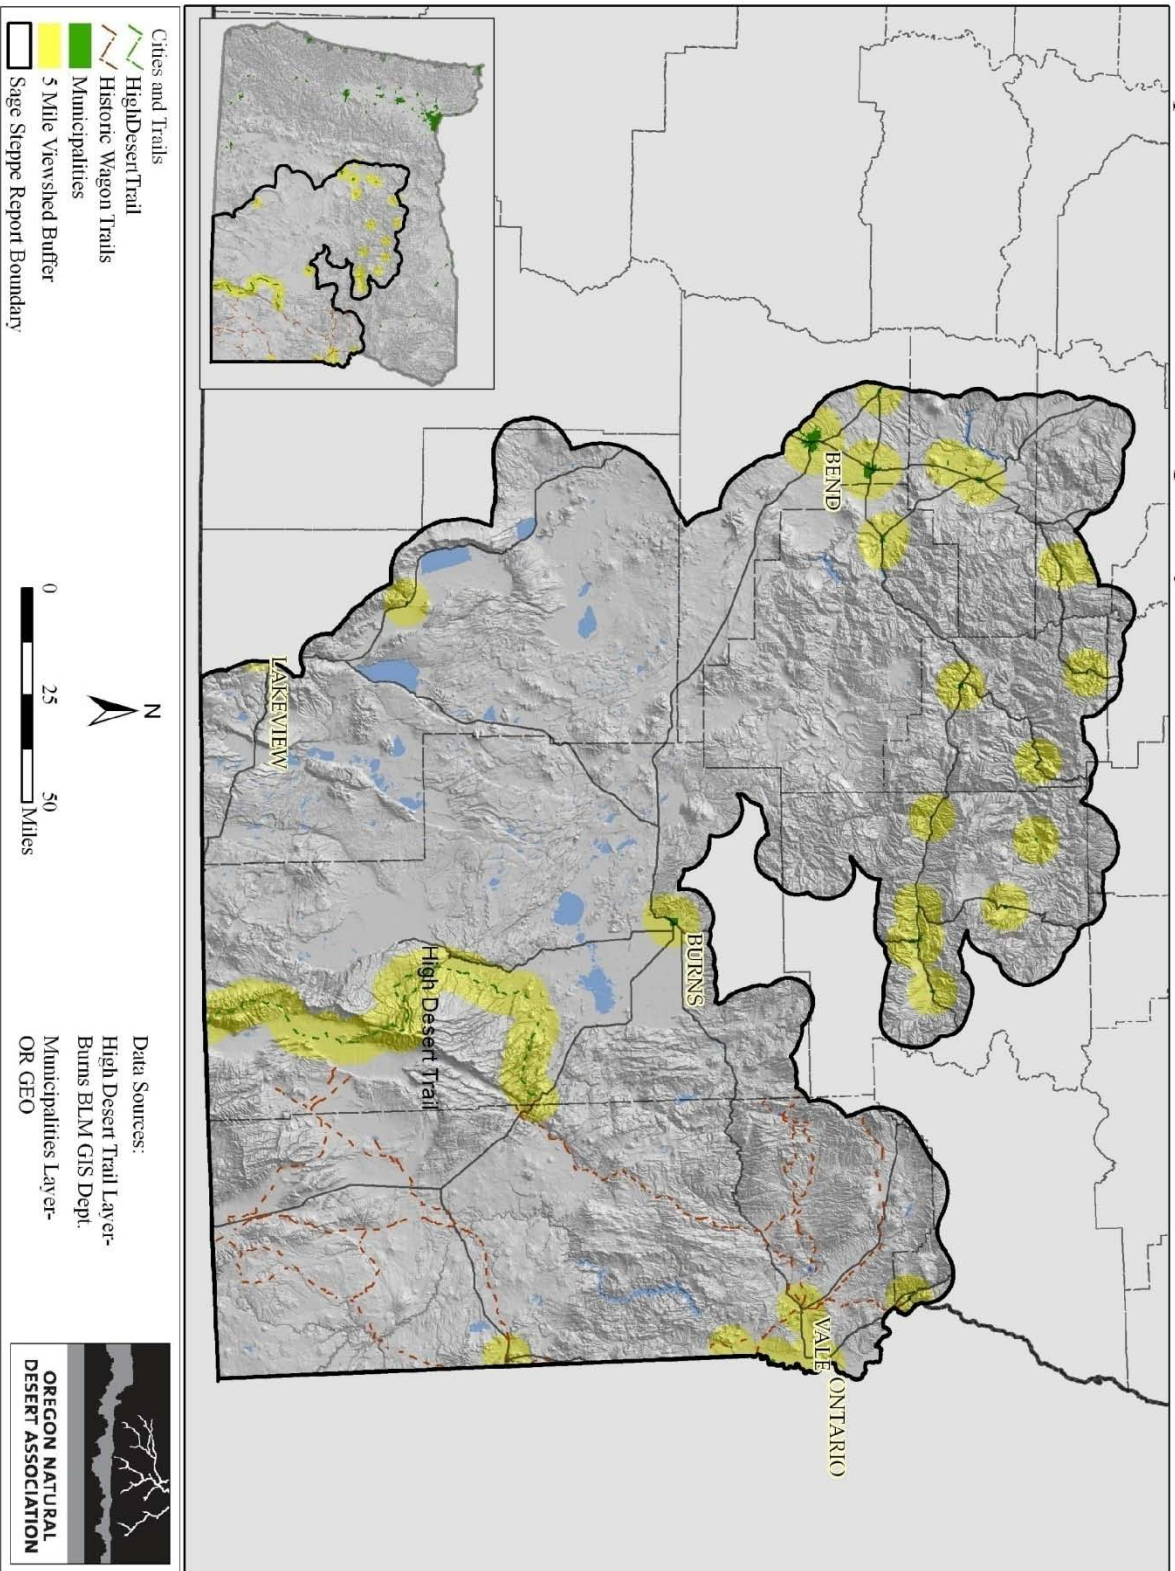 BEND
BURNS
VALE
ONTARIO
LAKEVIEW
High Desert Trail
Cities and Trails
HighDesertTrail
Historic Wagon Trails
Municipalities
5 Mile Viewshed Buffer
Sage Steppe Report Boundary
N
0 25 50
Miles
Data Sources:
High Desert Trail Layer-
Burns BLM GIS Dept.
Municipalities Layer-
OR GEO
OREGON NATURAL
DESERT ASSOCIATION